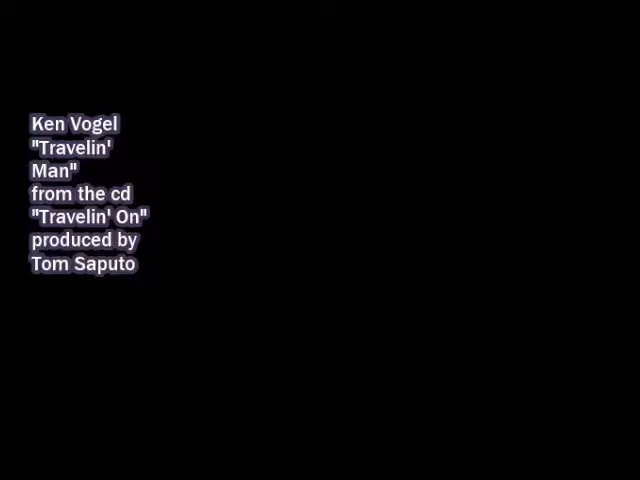 Ken Vogel
"Travelin'
Man"
from the cd
"Travelin' On"
produced by
Tom Saputo